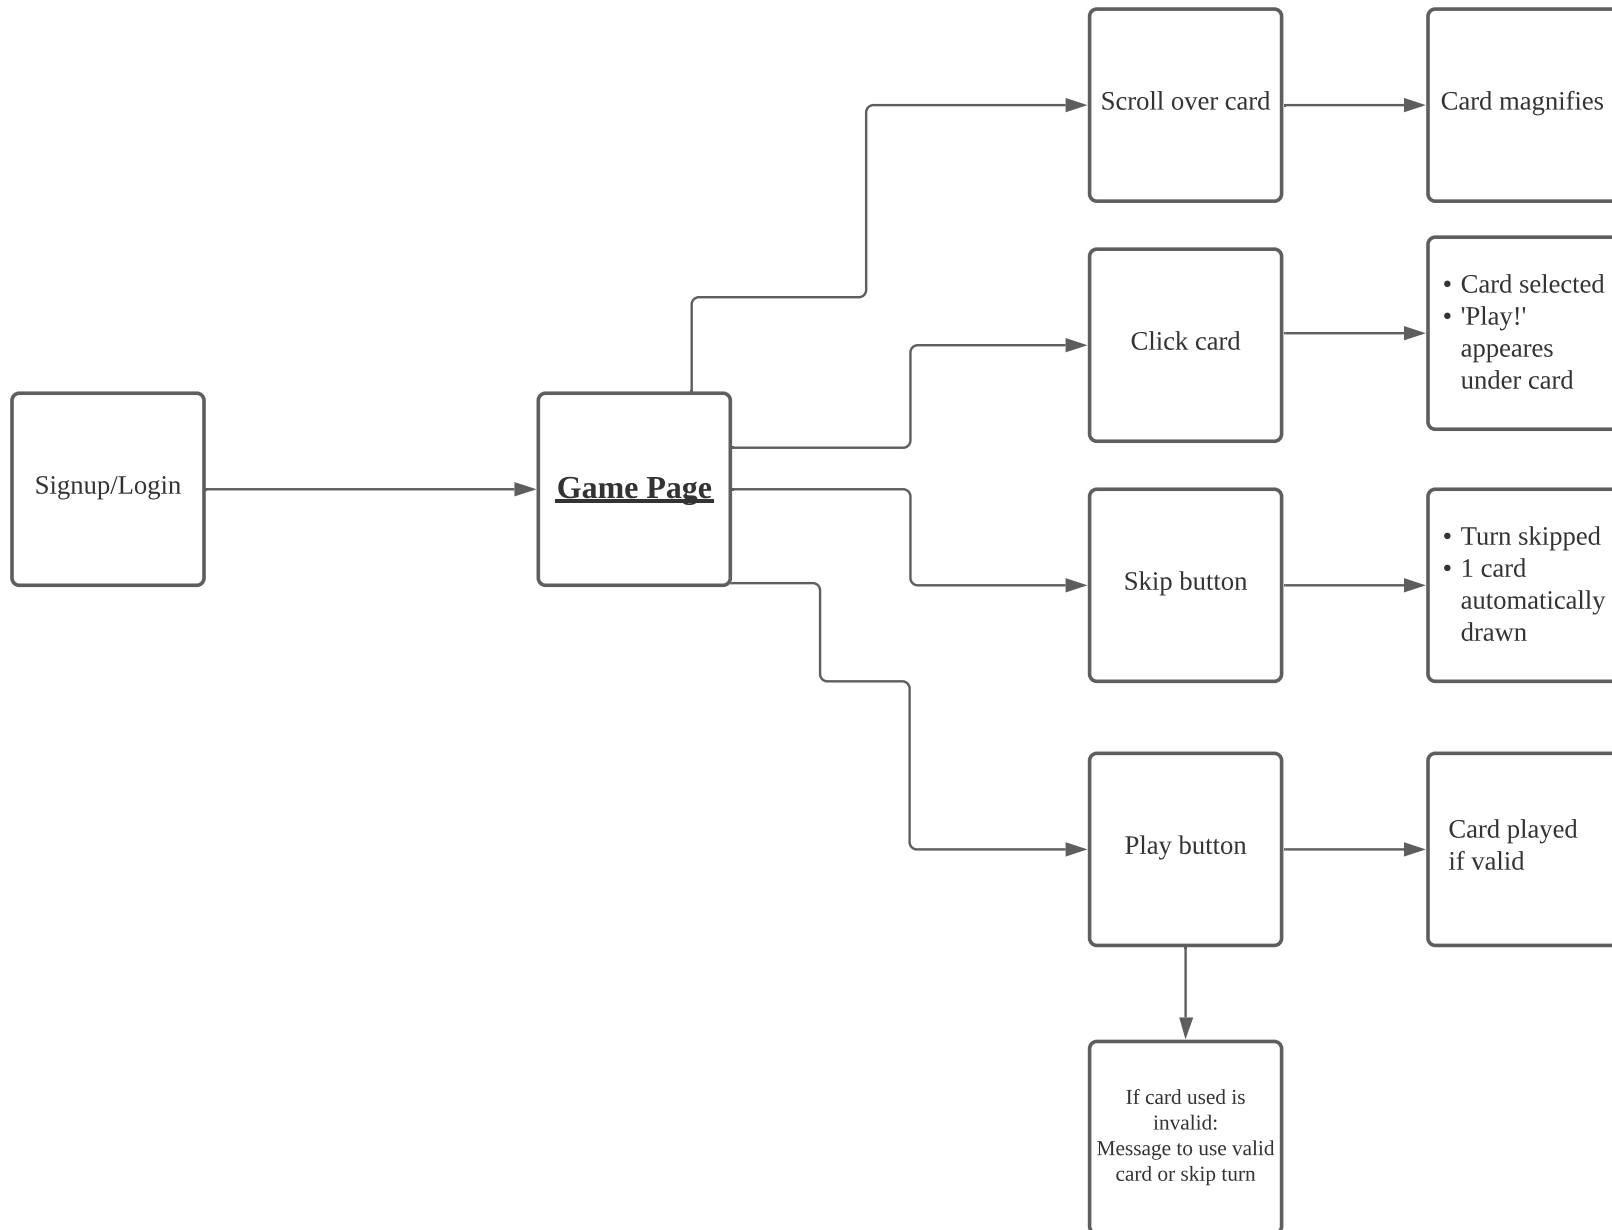 Scroll over card
Card magnifies
Click card
• Card selected
• 'Play!'
appeares
under card
Signup/Login
Game Page
Skip button
• Turn skipped
• 1 card
automatically
drawn
Play button
Card played
if valid
If card used is
invalid:
Message to use valid
card or skip turn